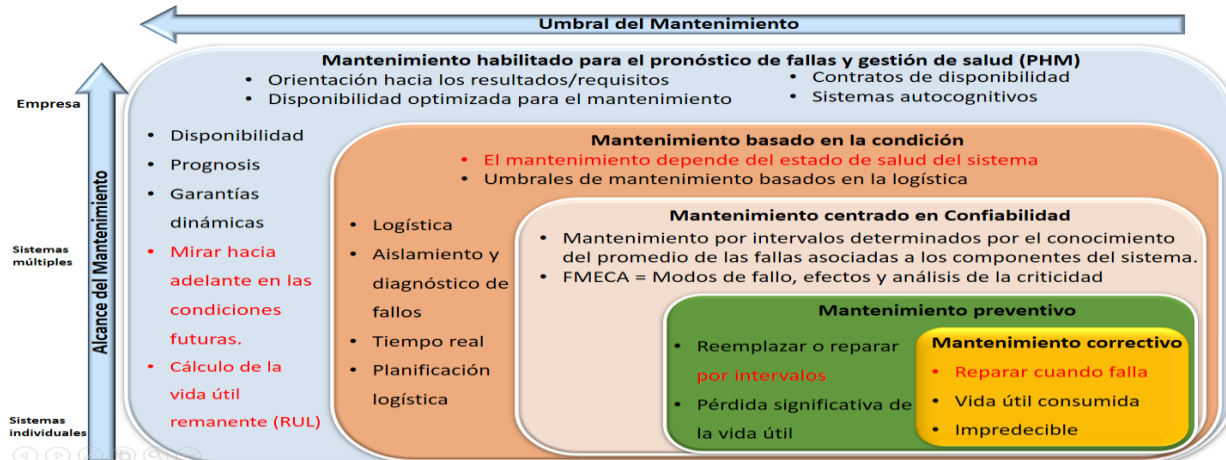 Umbral del Mantenimiento
Mantenimiento habilitado para el pronóstico de fallas y gestión de salud (PHM)
• Orientación hacia los resultados/requisitos
• Disponibilidad optimizada para el mantenimiento
• Contratos de disponibilidad
• Sistemas autocognitivos
Empresa
Sistemas
múltiples
Sistemas
individuales
Alcance del Mantenimiento
• Disponibilidad
• Prognosis
• Garantías
dinámicas
• Mirar hacia
adelante en las
condiciones
futuras.
• Cálculo de la
vida útil
remanente (RUL)
Mantenimiento basado en la condición
• El mantenimiento depende del estado de salud del sistema
• Umbrales de mantenimiento basados en la logística
• Logística
• Aislamiento y
diagnóstico de
fallos
• Tiempo real
• Planificación
logística
Mantenimiento centrado en Confiabilidad
• Mantenimiento por intervalos determinados por el conocimiento
del promedio de las fallas asociadas a los componentes del sistema.
• FMECA = Modos de fallo, efectos y análisis de la criticidad
Mantenimiento preventivo
• Reemplazar o reparar
por intervalos
• Pérdida significativa de
la vida útil
Mantenimiento correctivo
• Reparar cuando falla
• Vida útil consumida
• Impredecible